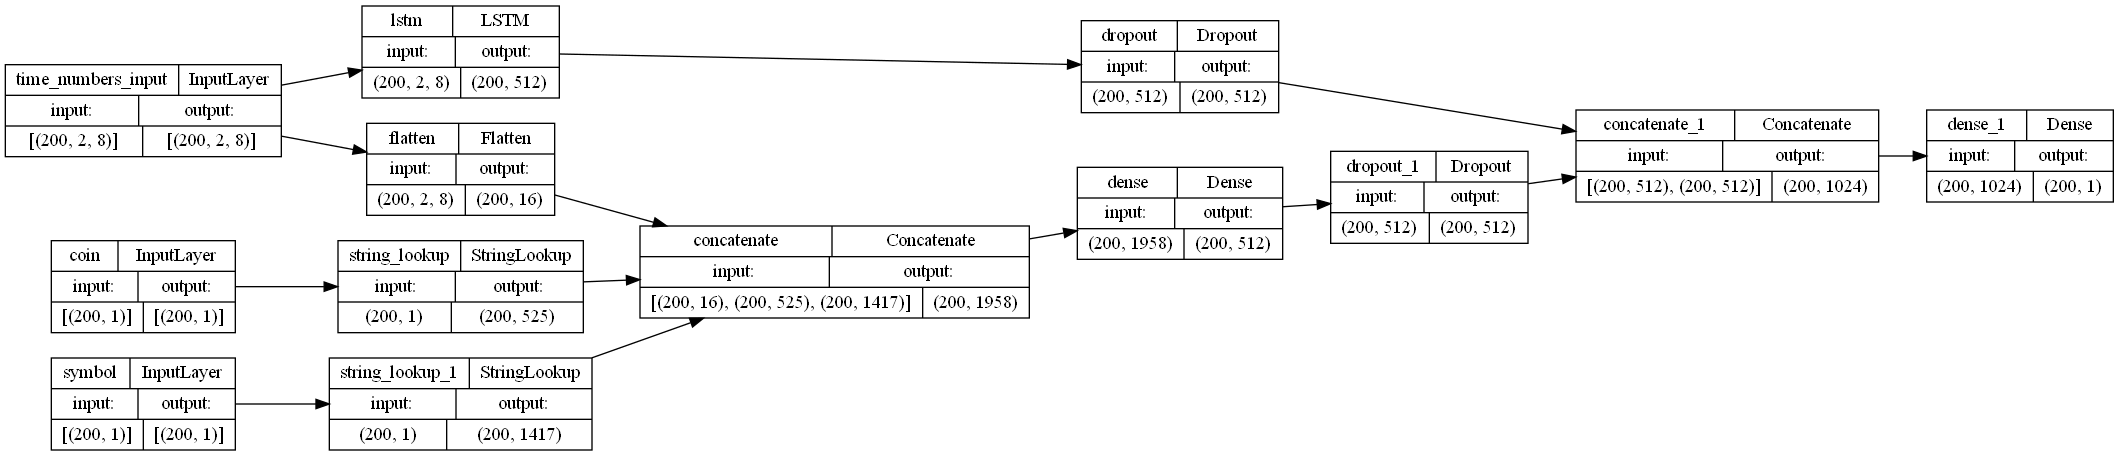 time_numbers_input InputLayer
input: output:
[(200, 2, 8)] [(200, 2, 8)]
lstm LSTM
input: output:
(200, 2, 8) (200, 512)
flatten Flatten
input: output:
(200, 2, 8) (200, 16)
coin InputLayer
input: output:
[(200, 1)] [(200, 1)]
string_lookup StringLookup
input: output:
(200, 1) (200, 525)
symbol InputLayer
input: output:
[(200, 1)] [(200, 1)]
string_lookup_1 StringLookup
input: output:
(200, 1) (200, 1417)
concatenate Concatenate
input: output:
[(200, 16), (200, 525), (200, 1417)] (200, 1958)
dropout Dropout
input: output:
(200, 512) (200, 512)
dense Dense
input: output:
(200, 1958) (200, 512)
dropout_1 Dropout
input: output:
(200, 512) (200, 512)
concatenate_1 Concatenate
input: output:
[(200, 512), (200, 512)] (200, 1024)
dense_1 Dense
input: output:
(200, 1024) (200, 1)